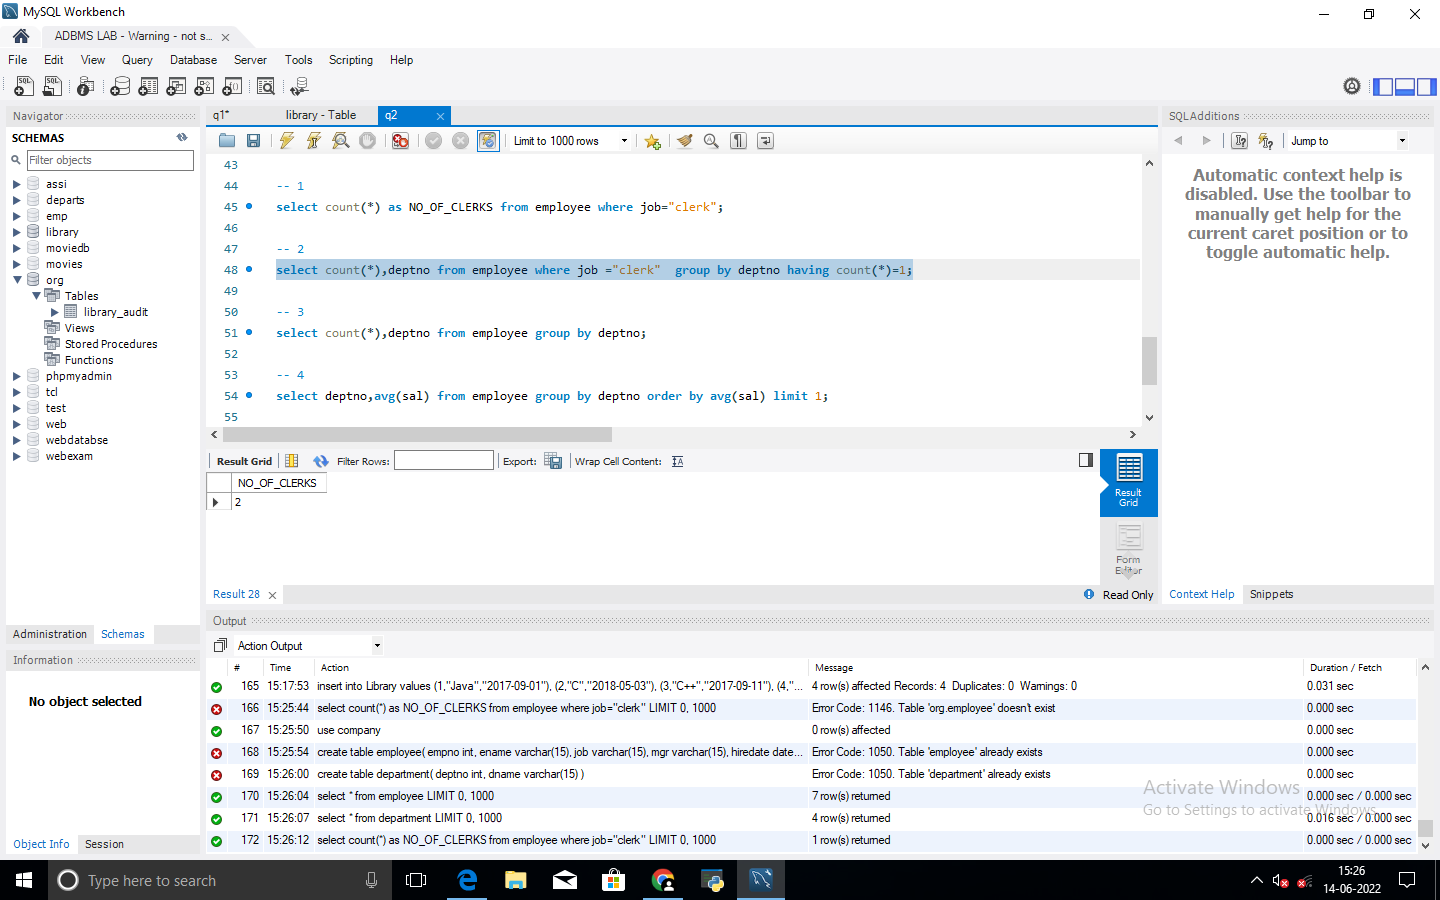 MySQL Workbench
ADBMS LAB - Warning - not s...
File Edit View Query Database Server Tools Scripting Help
Navigator
SCHEMAS
Filter objects
assi
departs
emp
library
moviedb
movies
org
Tables
library_audit
Views
Stored Procedures
Functions
phpmyadmin
tcl
test
web
webdatabse
webexam
Administration Schemas
Information
No object selected
Object Info Session
q1* library - Table q2
Limit to 1000 rows
43
44 -- 1
45 select count(*) as NO_OF_CLERKS from employee where job="clerk";
46
47 -- 2
48 select count(*),deptno from employee where job ="clerk"  group by deptno having count(*)=1;
49
50 -- 3
51 select count(*),deptno from employee group by deptno;
52
53 -- 4
54 select deptno,avg(sal) from employee group by deptno order by avg(sal) limit 1;
55
Result Grid Filter Rows: Export: Wrap Cell Content:
NO_OF_CLERKS
2
Result Grid
Form Editor
Result 28
Read Only
SQLAdditions
Jump to
Automatic context help is
disabled. Use the toolbar to
manually get help for the
current caret position or to
toggle automatic help.
Context Help Snippets
Output
Action Output
# Time Action Message Duration / Fetch
165 15:17:53 insert into Library values (1,"Java","2017-09-01"), (2,"C","2018-05-03"), (3,"C++","2017-09-11"), (4,"... 4 row(s) affected Records: 4  Duplicates: 0  Warnings: 0 0.031 sec
166 15:25:44 select count(*) as NO_OF_CLERKS from employee where job="clerk" LIMIT 0, 1000 Error Code: 1146. Table 'org.employee' doesn't exist 0.000 sec
167 15:25:50 use company 0 row(s) affected 0.000 sec
168 15:25:54 create table employee( empno int, ename varchar(15), job varchar(15), mgr varchar(15), hiredate date... Error Code: 1050. Table 'employee' already exists 0.000 sec
169 15:26:00 create table department( deptno int, dname varchar(15) ) Error Code: 1050. Table 'department' already exists 0.000 sec
170 15:26:04 select * from employee LIMIT 0, 1000 7 row(s) returned 0.000 sec / 0.000 sec
171 15:26:07 select * from department LIMIT 0, 1000 4 row(s) returned 0.016 sec / 0.000 sec
172 15:26:12 select count(*) as NO_OF_CLERKS from employee where job="clerk" LIMIT 0, 1000 1 row(s) returned 0.000 sec / 0.000 sec
Activate Windows
Go to Settings to activate Windows.
Type here to search
15:26
14-06-2022